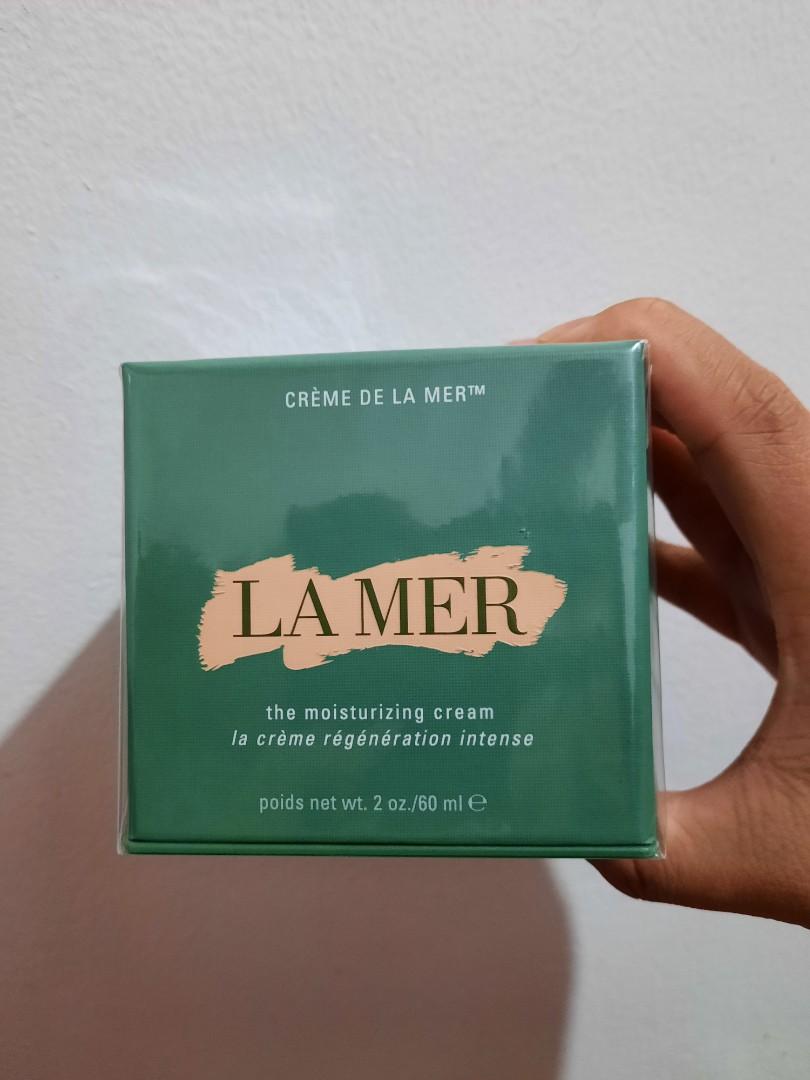 CRÈME DE LA MER™
LA MER
the moisturizing cream
la crème régénération intense
poids net wt. 2 oz./60 ml ℮